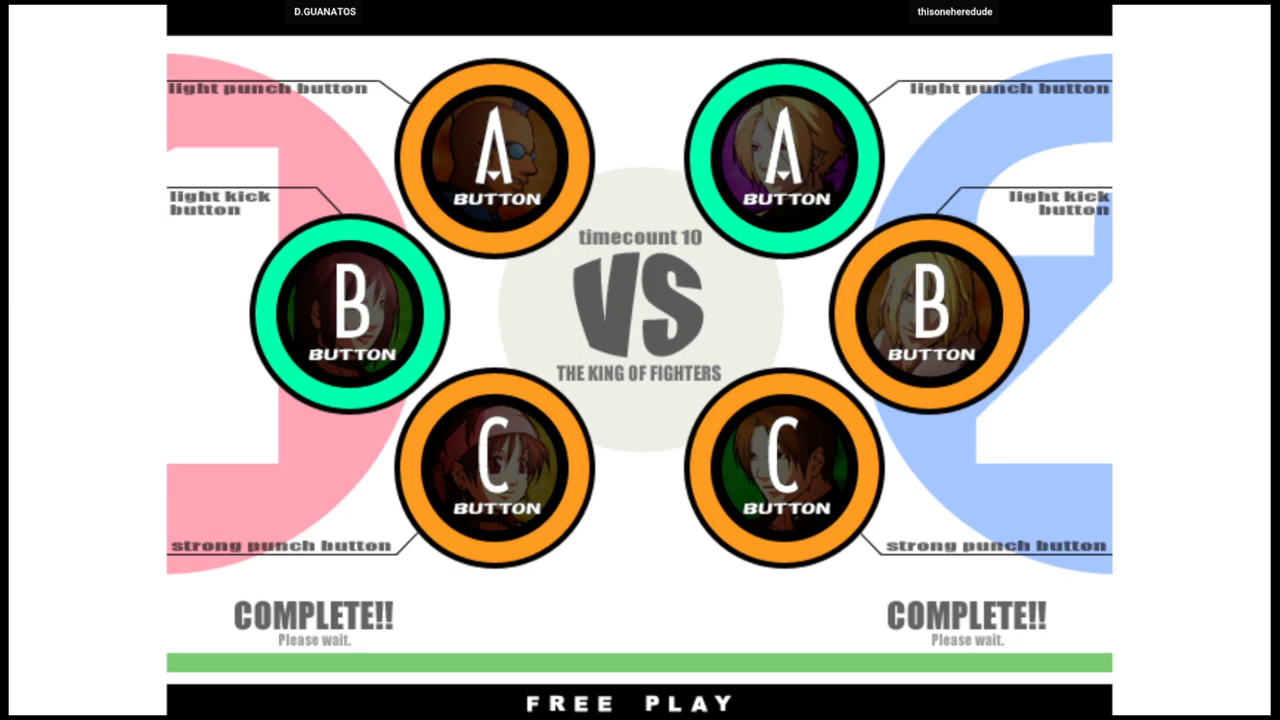 D.GUANATOS
thisoneheredude
light punch button
A
BUTTON
A
BUTTON
light punch button
light kick
button
B
BUTTON
timecount 10
VS
THE KING OF FIGHTERS
B
BUTTON
light kick
button
C
BUTTON
C
BUTTON
strong punch button
strong punch button
COMPLETE!!
Please wait.
COMPLETE!!
Please wait.
FREE PLAY
1
2